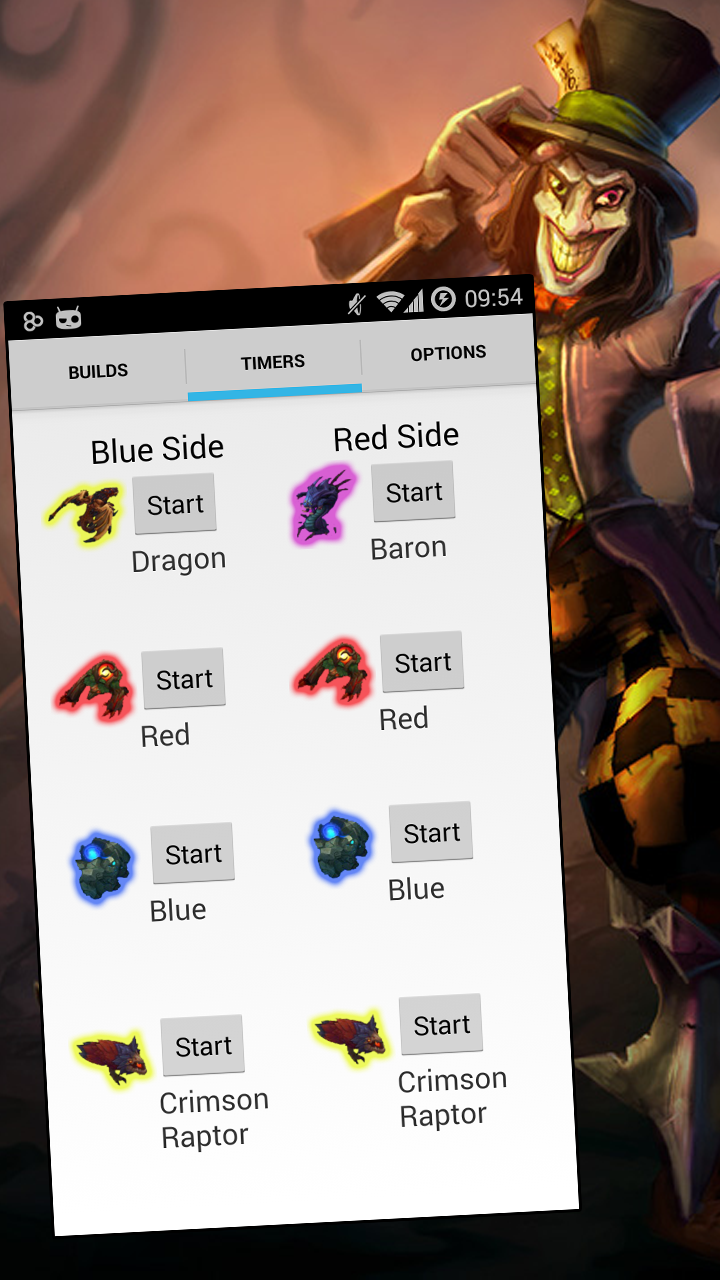 09:54
BUILDS
TIMERS
OPTIONS
Blue Side
Start
Dragon
Start
Red
Start
Blue
Start
Crimson
Raptor
Red Side
Start
Baron
Start
Red
Start
Blue
Start
Crimson
Raptor